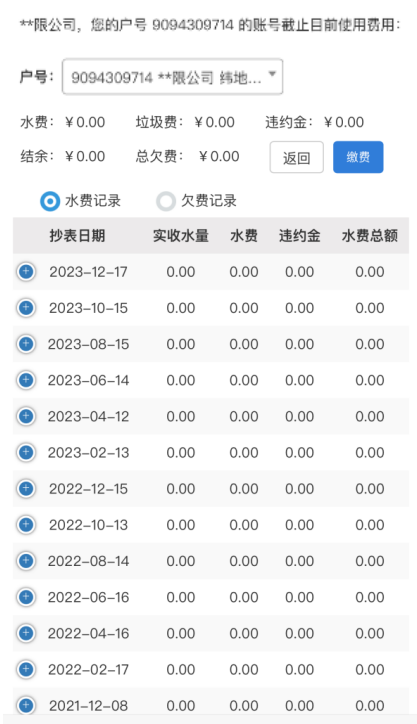 **限公司，您的户号 9094309714 的账号截止目前使用费用：
户号： 9094309714 **限公司 纬地...
水费：￥0.00 垃圾费：￥0.00 违约金：￥0.00
结余：￥0.00 总欠费：￥0.00 返回 缴费
水费记录 欠费记录
抄表日期 实收水量 水费 违约金 水费总额
2023-12-17 0.00 0.00 0.00 0.00
2023-10-15 0.00 0.00 0.00 0.00
2023-08-15 0.00 0.00 0.00 0.00
2023-06-14 0.00 0.00 0.00 0.00
2023-04-12 0.00 0.00 0.00 0.00
2023-02-13 0.00 0.00 0.00 0.00
2022-12-15 0.00 0.00 0.00 0.00
2022-10-13 0.00 0.00 0.00 0.00
2022-08-14 0.00 0.00 0.00 0.00
2022-06-16 0.00 0.00 0.00 0.00
2022-04-16 0.00 0.00 0.00 0.00
2022-02-17 0.00 0.00 0.00 0.00
2021-12-08 0.00 0.00 0.00 0.00